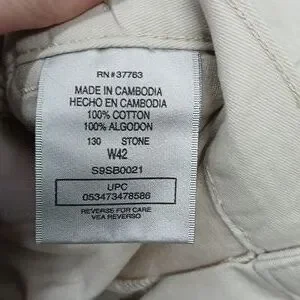 RN#37763
MADE IN CAMBODIA
HECHO EN CAMBODIA
100% COTTON
100% ALGODON
130 STONE
W42
S9SB0021
UPC
053473478586
REVERSE FOR CARE
VEA REVERSO